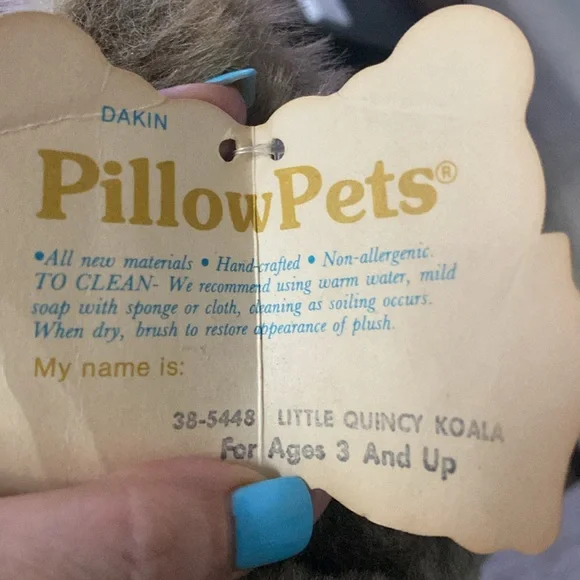 DAKIN
PillowPets®
•All new materials • Hand-crafted • Non-allergenic.
TO CLEAN- We recommend using warm water, mild
soap with sponge or cloth, cleaning as soiling occurs.
When dry, brush to restore appearance of plush.
My name is:
38-5448 LITTLE QUINCY KOALA
For Ages 3 And Up